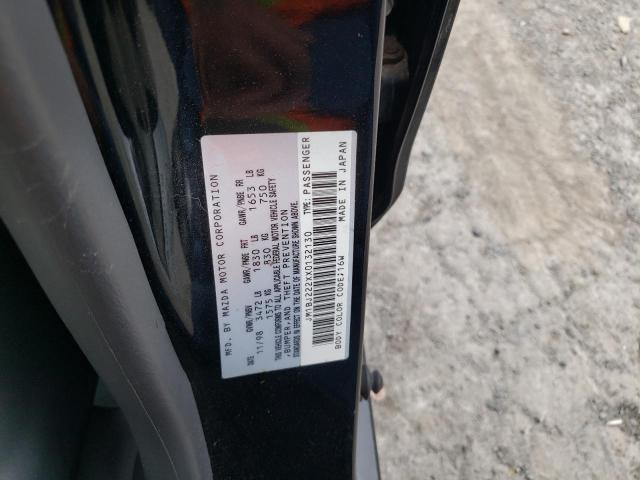 MFD. BY MAZDA MOTOR CORPORATION
DATE GVWR/PNBV GAWR/PNBE FRT GAWR/PNBE RR
11/98 3472 LB 1830 LB 1653 LB
1575 KG 830 KG 750 KG
THIS VEHICLE CONFORMS TO ALL APPLICABLE FEDERAL MOTOR VEHICLE SAFETY
,BUMPER,AND THEFT PREVENTION
STANDARDS IN EFFECT ON THE DATE OF MANUFACTURE SHOWN ABOVE.
JM1BJ222XX0132130 TYPE: PASSENGER
MADE IN JAPAN
BODY COLOR CODE:16W